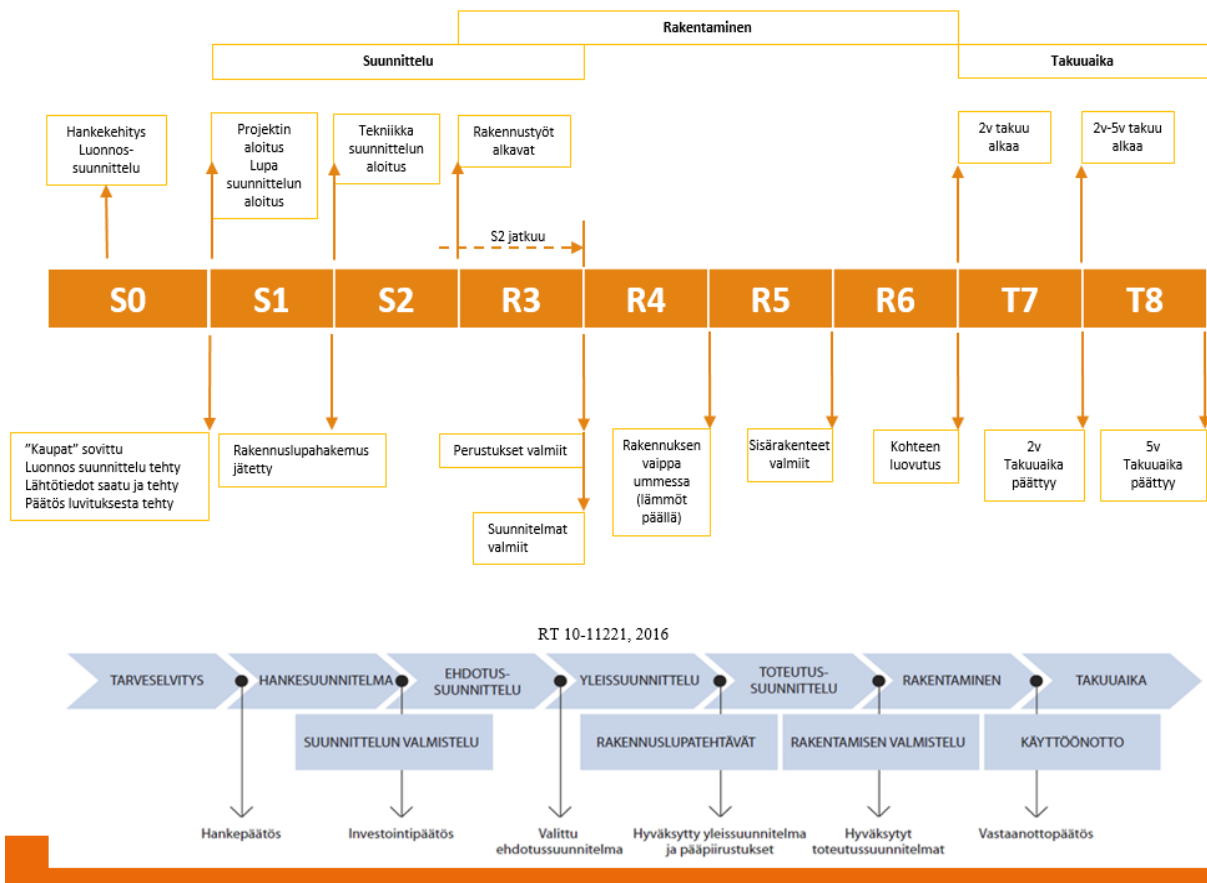 Rakentaminen
Suunnittelu
Takuuaika
Hankekehitys
Luonnos-
suunnittelu
Projektin
aloitus
Lupa
suunnittelun
aloitus
Tekniikka
suunnittelun
aloitus
Rakennustyöt
alkavat
2v takuu
alkaa
2v-5v takuu
alkaa
S2 jatkuu
S0
S1
S2
R3
R4
R5
R6
T7
T8
"Kaupat" sovittu
Luonnos suunnittelu tehty
Lähtötiedot saatu ja tehty
Päätös luvituksesta tehty
Rakennuslupahakemus
jätetty
Perustukset valmiit
Suunnitelmat
valmiit
Rakennuksen
vaippa
ummessa
(lämmöt
päällä)
Sisärakenteet
valmiit
Kohteen
luovutus
2v
Takuuaika
päättyy
5v
Takuuaika
päättyy
RT 10-11221, 2016
TARVESELVITYS
HANKESUUNNITELMA
EHDOTUS-
SUUNNITTELU
YLEISSUUNNITTELU
TOTEUTUS-
SUUNNITTELU
RAKENTAMINEN
TAKUUAIKA
SUUNNITTELUN VALMISTELU
RAKENNUSLUPATEHTÄVÄT
RAKENTAMISEN VALMISTELU
KÄYTTÖÖNOTTO
Hankepäätös
Investointipäätös
Valittu
ehdotussuunnitelma
Hyväksytty yleissuunnitelma
ja pääpiirustukset
Hyväksytyt
toteutussuunnitelmat
Vastaanottopäätös